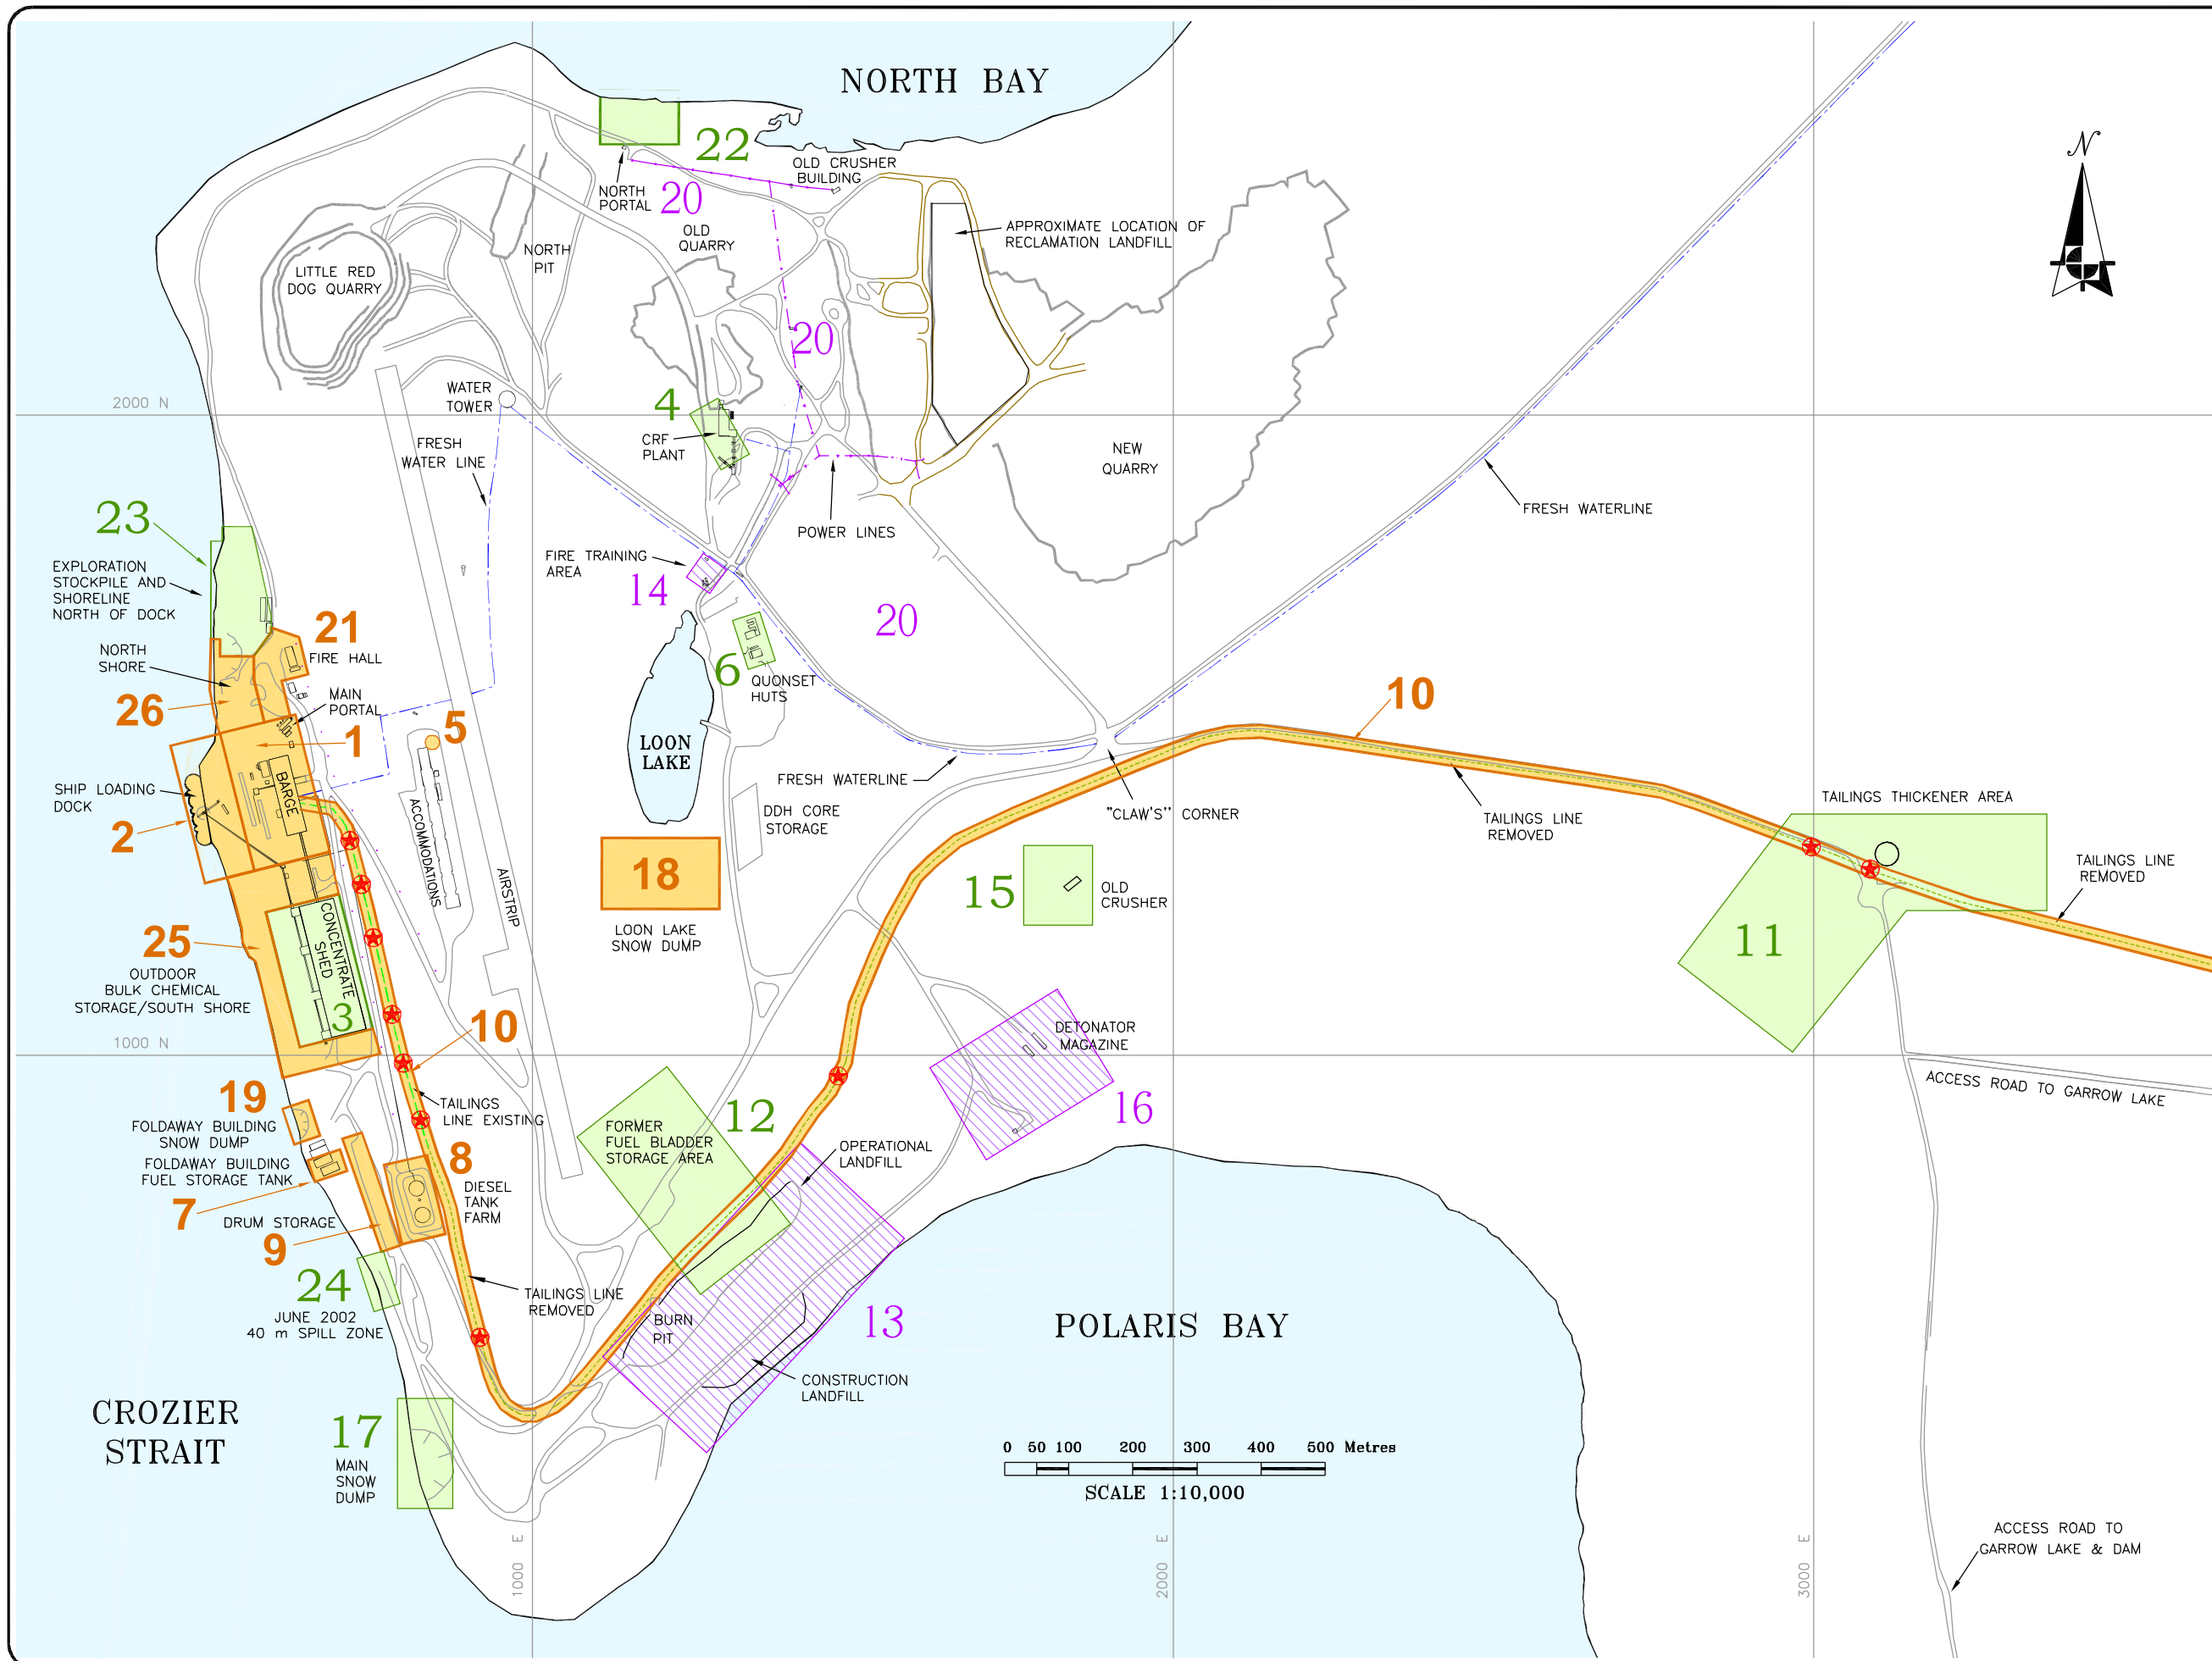 NORTH BAY
N
22
OLD CRUSHER
BUILDING
NORTH
PORTAL
20
OLD
QUARRY
APPROXIMATE LOCATION OF
RECLAMATION LANDFILL
NORTH
PIT
LITTLE RED
DOG QUARRY
20
WATER
TOWER
2000 N
4
CRF
PLANT
FRESH
WATER LINE
NEW
QUARRY
FRESH WATERLINE
POWER LINES
23
EXPLORATION
STOCKPILE AND
SHORELINE
NORTH OF DOCK
FIRE TRAINING
AREA
14
20
21
FIRE HALL
NORTH
SHORE
26
MAIN
PORTAL
1
5
6
QUONSET
HUTS
10
LOON
LAKE
SHIP LOADING
DOCK
2
BARGE
ACCOMMODATIONS
AIRSTRIP
FRESH WATERLINE
DDH CORE
STORAGE
"CLAW'S" CORNER
TAILINGS LINE
REMOVED
TAILINGS THICKENER AREA
TAILINGS LINE
REMOVED
11
18
LOON LAKE
SNOW DUMP
15
OLD
CRUSHER
25
OUTDOOR
BULK CHEMICAL
STORAGE/SOUTH SHORE
CONCENTRATE
SHED
3
10
1000 N
DETONATOR
MAGAZINE
16
ACCESS ROAD TO GARROW LAKE
19
FOLDAWAY BUILDING
SNOW DUMP
FOLDAWAY BUILDING
FUEL STORAGE TANK
7
TAILINGS
LINE EXISTING
8
DIESEL
TANK
FARM
DRUM STORAGE
9
FORMER
FUEL BLADDER
STORAGE AREA
12
OPERATIONAL
LANDFILL
24
JUNE 2002
40 m SPILL ZONE
TAILINGS LINE
REMOVED
BURN
PIT
13
POLARIS BAY
CONSTRUCTION
LANDFILL
CROZIER
STRAIT
17
MAIN
SNOW
DUMP
0 50 100 200 300 400 500 Metres
SCALE 1:10,000
1000 E
2000 E
3000 E
ACCESS ROAD TO
GARROW LAKE & DAM